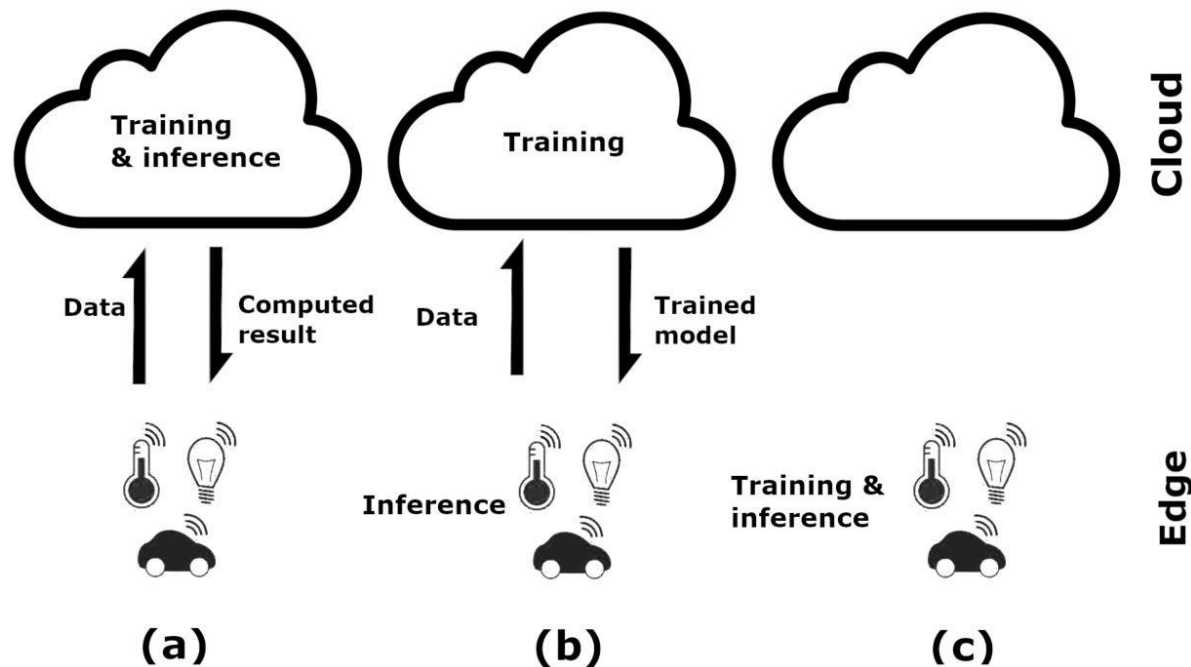 Training
& inference
Training
Cloud
Data
Computed
result
Data
Trained
model
Inference
Training &
inference
Edge
(a)
(b)
(c)